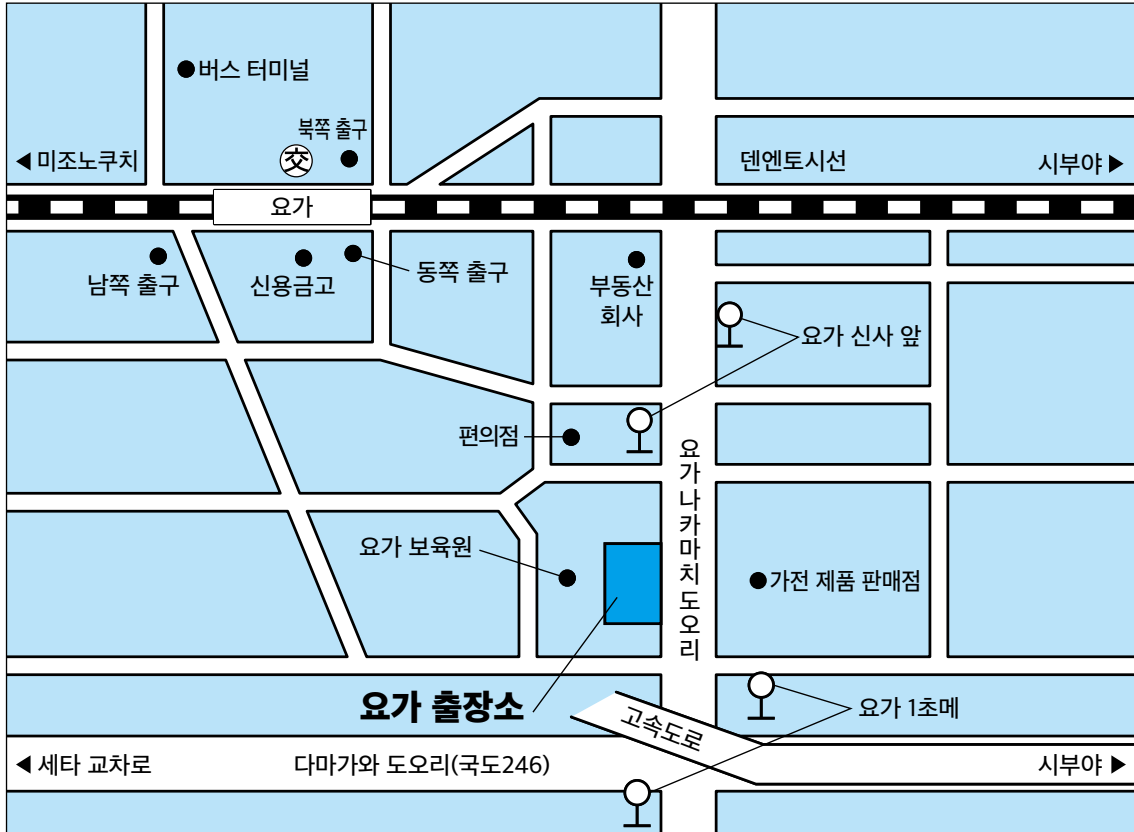 버스 터미널
북쪽 출구
◀ 미조노쿠치
交
덴엔토시선
시부야 ▶
요가
남쪽 출구
신용금고
동쪽 출구
부동산
회사
요가 신사 앞
편의점
요가나카마치도오리
요가 보육원
가전 제품 판매점
요가 출장소
고속도로
요가 1초메
◀ 세타 교차로
다마가와 도오리(국도246)
시부야 ▶